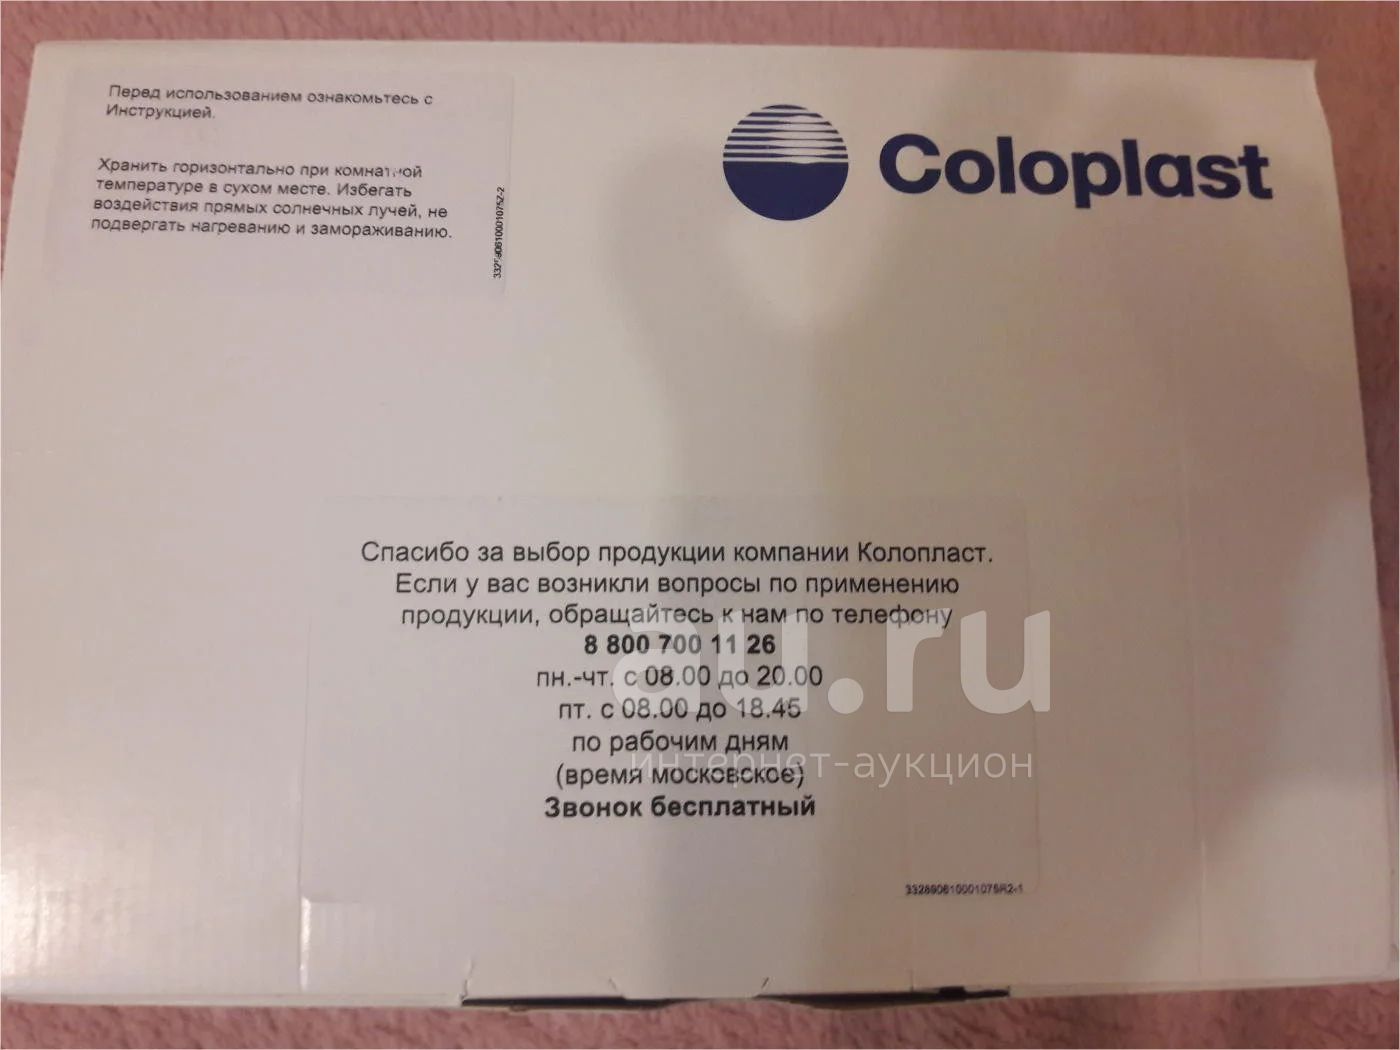 Перед использованием ознакомьтесь с
Инструкцией.
Хранить горизонтально при комнатной
температуре в сухом месте. Избегать
воздействия прямых солнечных лучей, не
подвергать нагреванию и замораживанию.
Coloplast
Спасибо за выбор продукции компании Колопласт.
Если у вас возникли вопросы по применению
продукции, обращайтесь к нам по телефону
8 800 700 11 26
пн.-чт. с 08.00 до 20.00
пт. с 08.00 до 18.45
по рабочим дням
(время московское)
Звонок бесплатный
au.ru
интернет-аукцион